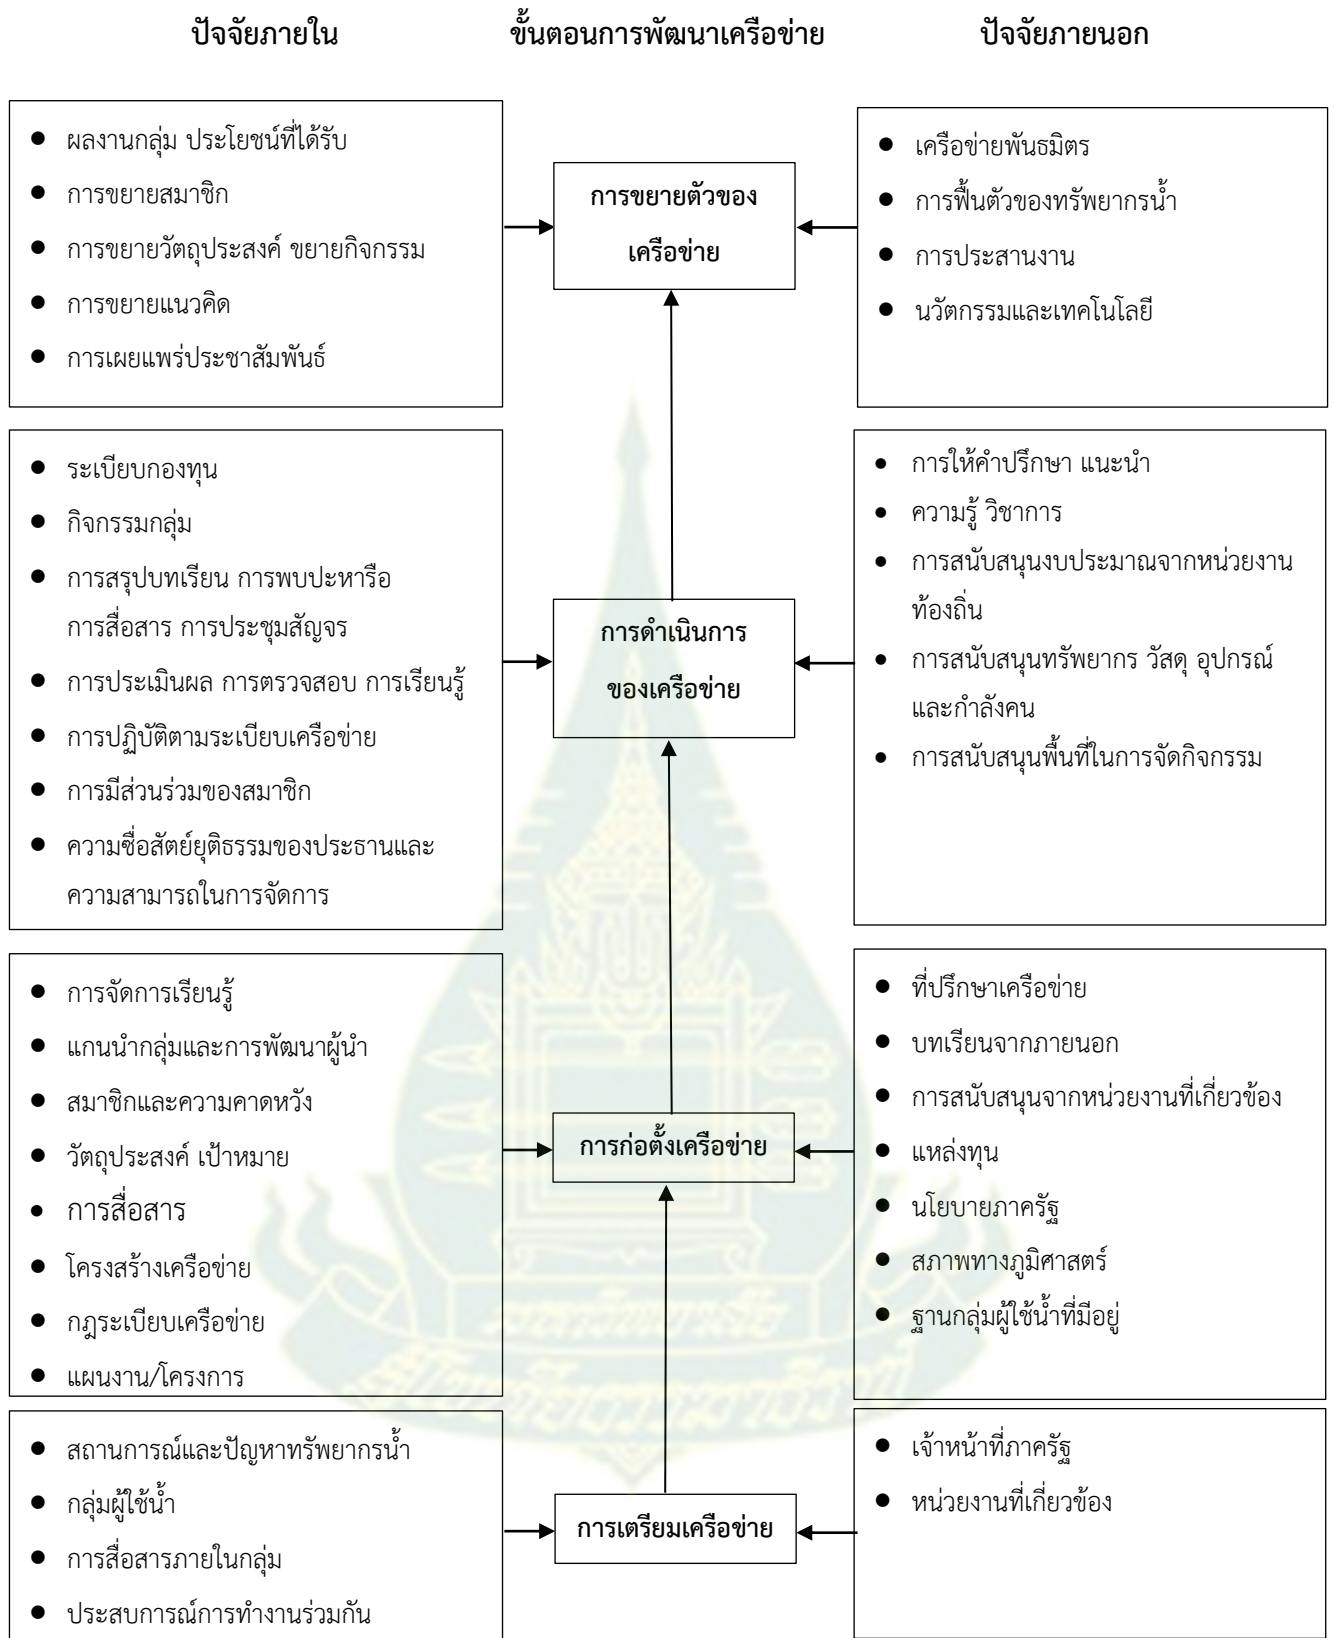 ปัจจัยภายใน
ขั้นตอนการพัฒนาเครือข่าย
ปัจจัยภายนอก
● ผลงานกลุ่ม ประโยชน์ที่ได้รับ
● การขยายสมาชิก
● การขยายวัตถุประสงค์ ขยายกิจกรรม
● การขยายแนวคิด
● การเผยแพร่ประชาสัมพันธ์
การขยายตัวของ
เครือข่าย
● เครือข่ายพันธมิตร
● การฟื้นตัวของทรัพยากรน้ำ
● การประสานงาน
● นวัตกรรมและเทคโนโลยี
● ระเบียบกองทุน
● กิจกรรมกลุ่ม
● การสรุปบทเรียน การพบปะหารือ
การสื่อสาร การประชุมสัญจร
● การประเมินผล การตรวจสอบ การเรียนรู้
● การปฏิบัติตามระเบียบเครือข่าย
● การมีส่วนร่วมของสมาชิก
● ความซื่อสัตย์ยุติธรรมของประธานและ
ความสามารถในการจัดการ
การดำเนินการ
ของเครือข่าย
● การให้คำปรึกษา แนะนำ
● ความรู้ วิชาการ
● การสนับสนุนงบประมาณจากหน่วยงาน
ท้องถิ่น
● การสนับสนุนทรัพยากร วัสดุ อุปกรณ์
และกำลังคน
● การสนับสนุนพื้นที่ในการจัดกิจกรรม
● การจัดการเรียนรู้
● แกนนำกลุ่มและการพัฒนาผู้นำ
● สมาชิกและความคาดหวัง
● วัตถุประสงค์ เป้าหมาย
● การสื่อสาร
● โครงสร้างเครือข่าย
● กฎระเบียบเครือข่าย
● แผนงาน/โครงการ
การก่อตั้งเครือข่าย
● ที่ปรึกษาเครือข่าย
● บทเรียนจากภายนอก
● การสนับสนุนจากหน่วยงานที่เกี่ยวข้อง
● แหล่งทุน
● นโยบายภาครัฐ
● สภาพทางภูมิศาสตร์
● ฐานกลุ่มผู้ใช้น้ำที่มีอยู่
● สถานการณ์และปัญหาทรัพยากรน้ำ
● กลุ่มผู้ใช้น้ำ
● การสื่อสารภายในกลุ่ม
● ประสบการณ์การทำงานร่วมกัน
การเตรียมเครือข่าย
● เจ้าหน้าที่ภาครัฐ
● หน่วยงานที่เกี่ยวข้อง